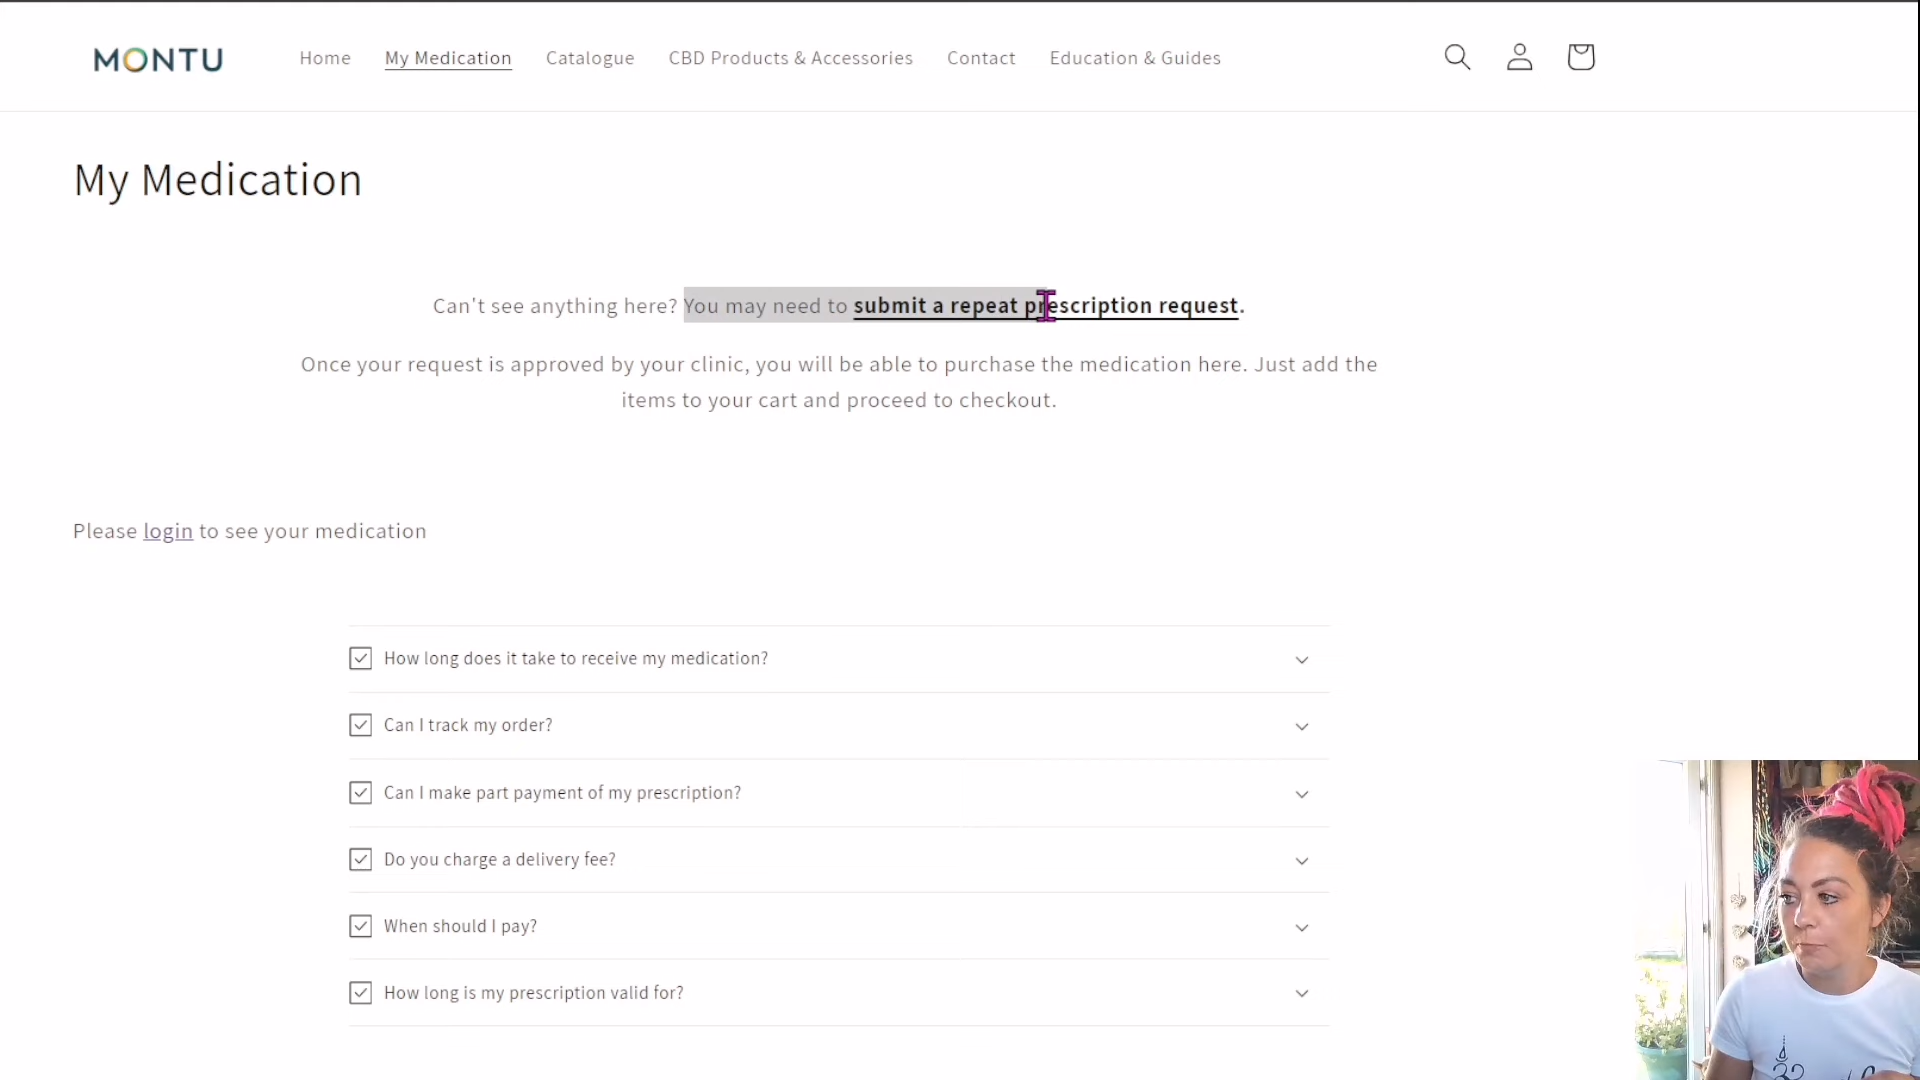 MONTU
Home My Medication Catalogue CBD Products & Accessories Contact Education & Guides
My Medication
Can't see anything here? You may need to submit a repeat prescription request.
Once your request is approved by your clinic, you will be able to purchase the medication here. Just add the
items to your cart and proceed to checkout.
Please login to see your medication
How long does it take to receive my medication?
Can I track my order?
Can I make part payment of my prescription?
Do you charge a delivery fee?
When should I pay?
How long is my prescription valid for?